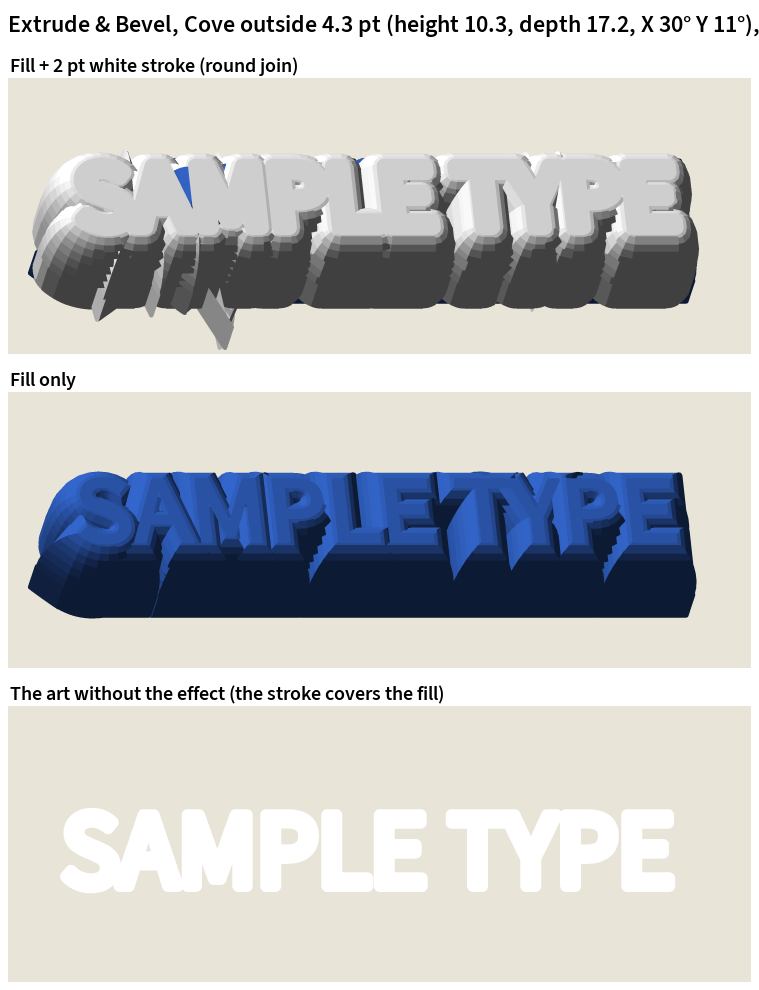 Extrude & Bevel, Cove outside 4.3 pt (height 10.3, depth 17.2, X 30° Y 11°),
Fill + 2 pt white stroke (round join)
SAMPLE TYPE
Fill only
SAMPLE TYPE
The art without the effect (the stroke covers the fill)
SAMPLE TYPE